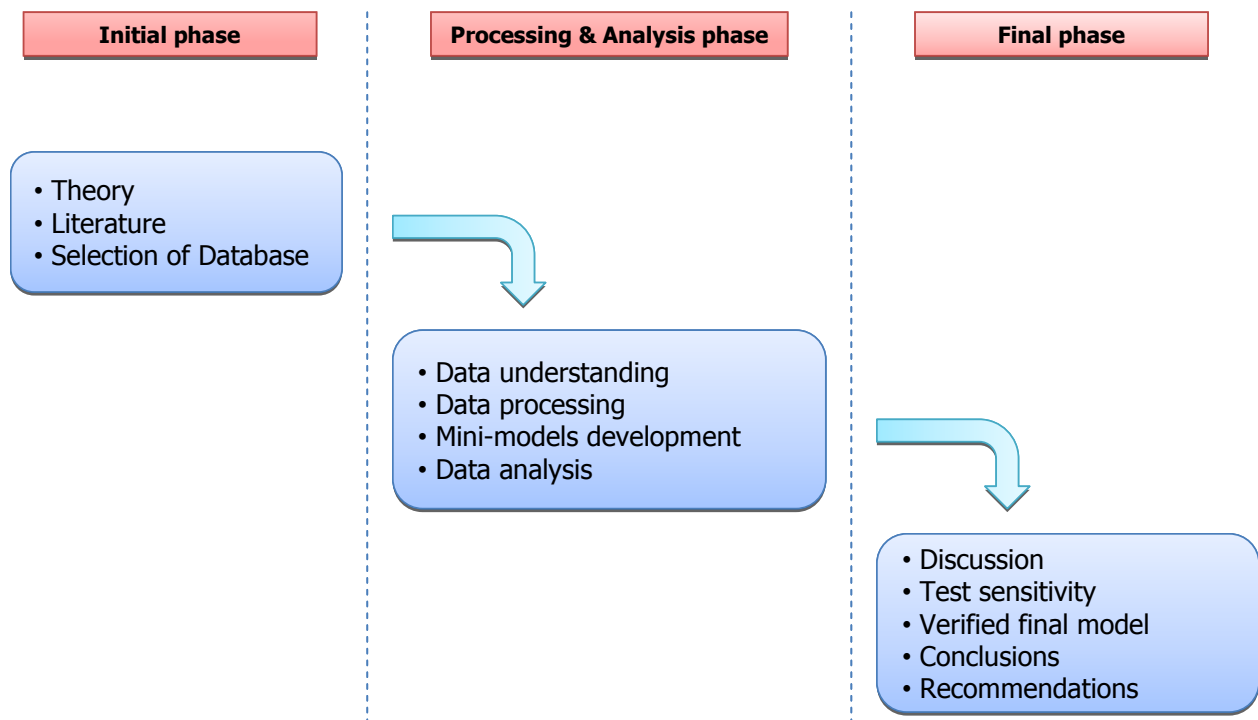 Initial phase
Processing & Analysis phase
Final phase
• Theory
• Literature
• Selection of Database
• Data understanding
• Data processing
• Mini-models development
• Data analysis
• Discussion
• Test sensitivity
• Verified final model
• Conclusions
• Recommendations